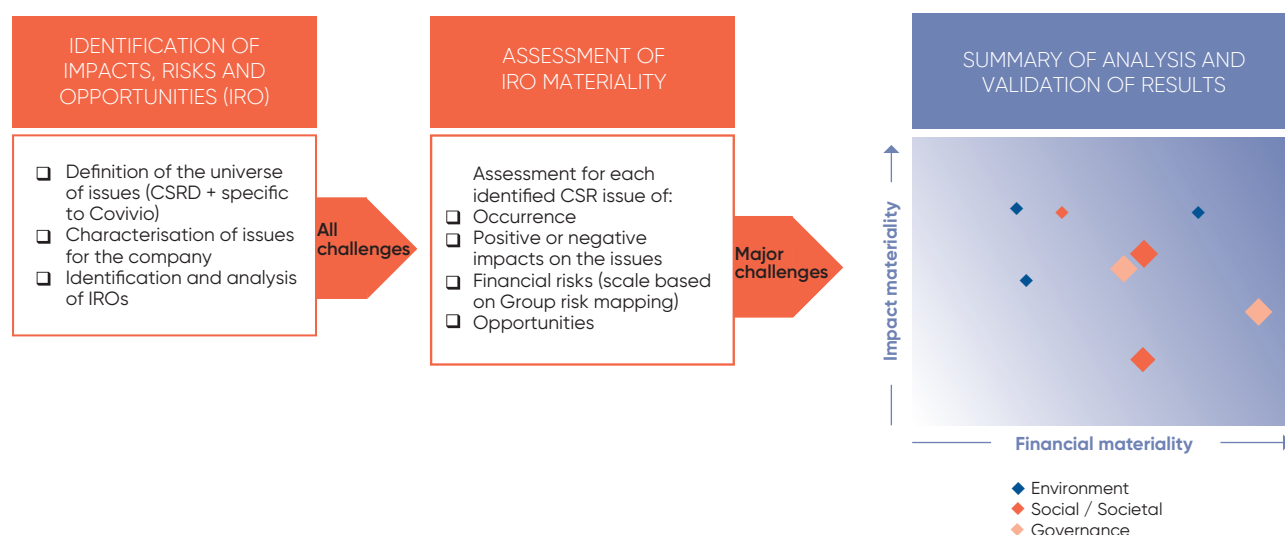 IDENTIFICATION OF
IMPACTS, RISKS AND
OPPORTUNITIES (IRO)
Definition of the universe
of issues (CSRD + specific
to Covivio)
Characterisation of issues
for the company
Identification and analysis
of IROs
All
challenges
ASSESSMENT OF
IRO MATERIALITY
Assessment for each
identified CSR issue of:
Occurrence
Positive or negative
impacts on the issues
Financial risks (scale based
on Group risk mapping)
Opportunities
Major
challenges
SUMMARY OF ANALYSIS AND
VALIDATION OF RESULTS
Impact materiality
Financial materiality
Environment
Social / Societal
Governance